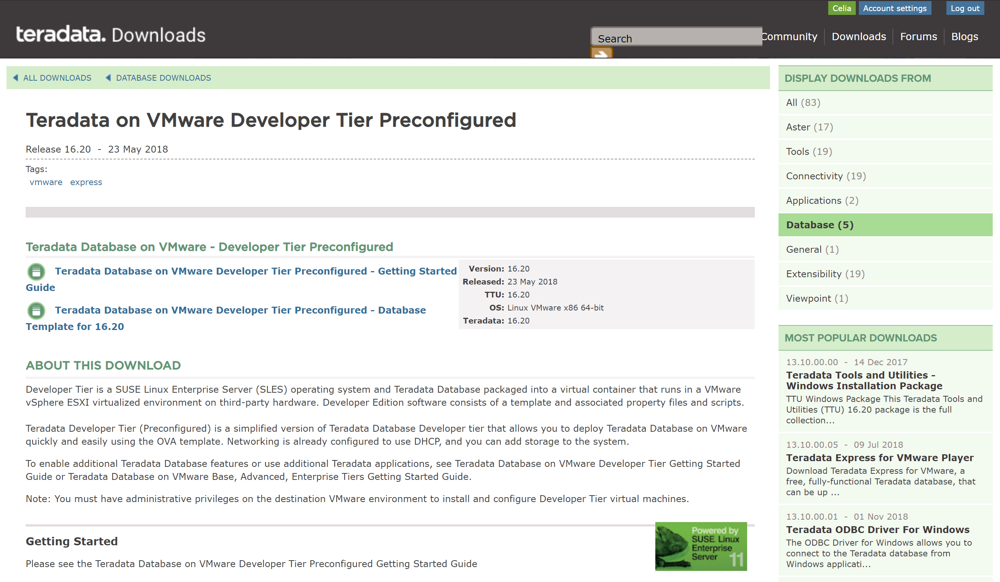 Celia Account settings Log out
teradata. Downloads
Search
Community Downloads Forums Blogs
ALL DOWNLOADS DATABASE DOWNLOADS
Teradata on VMware Developer Tier Preconfigured
Release 16.20 - 23 May 2018
Tags:
vmware express
Teradata Database on VMware - Developer Tier Preconfigured
Teradata Database on VMware Developer Tier Preconfigured - Getting Started
Guide
Teradata Database on VMware Developer Tier Preconfigured - Database
Template for 16.20
Version: 16.20
Released: 23 May 2018
TTU: 16.20
OS: Linux VMware x86 64-bit
Teradata: 16.20
ABOUT THIS DOWNLOAD
Developer Tier is a SUSE Linux Enterprise Server (SLES) operating system and Teradata Database packaged into a virtual container that runs in a VMware
vSphere ESXI virtualized environment on third-party hardware. Developer Edition software consists of a template and associated property files and scripts.
Teradata Developer Tier (Preconfigured) is a simplified version of Teradata Database Developer tier that allows you to deploy Teradata Database on VMware
quickly and easily using the OVA template. Networking is already configured to use DHCP, and you can add storage to the system.
To enable additional Teradata Database features or use additional Teradata applications, see Teradata Database on VMware Developer Tier Getting Started
Guide or Teradata Database on VMware Base, Advanced, Enterprise Tiers Getting Started Guide.
Note: You must have administrative privileges on the destination VMware environment to install and configure Developer Tier virtual machines.
Getting Started
Please see the Teradata Database on VMware Developer Tier Preconfigured Getting Started Guide
Powered by
SUSE Linux
Enterprise
Server 11
DISPLAY DOWNLOADS FROM
All (83)
Aster (17)
Tools (19)
Connectivity (19)
Applications (2)
Database (5)
General (1)
Extensibility (19)
Viewpoint (1)
MOST POPULAR DOWNLOADS
13.10.00.00 - 14 Dec 2017
Teradata Tools and Utilities -
Windows Installation Package
TTU Windows Package This Teradata Tools and
Utilities (TTU) 16.20 package is the full
collection...
13.10.00.05 - 09 Jul 2018
Teradata Express for VMware Player
Download Teradata Express for VMware, a
free, fully-functional Teradata database, that
can be up ...
13.10.00.01 - 01 Nov 2018
Teradata ODBC Driver For Windows
The ODBC Driver for Windows allows you to
connect to the Teradata database from
Windows applicati...